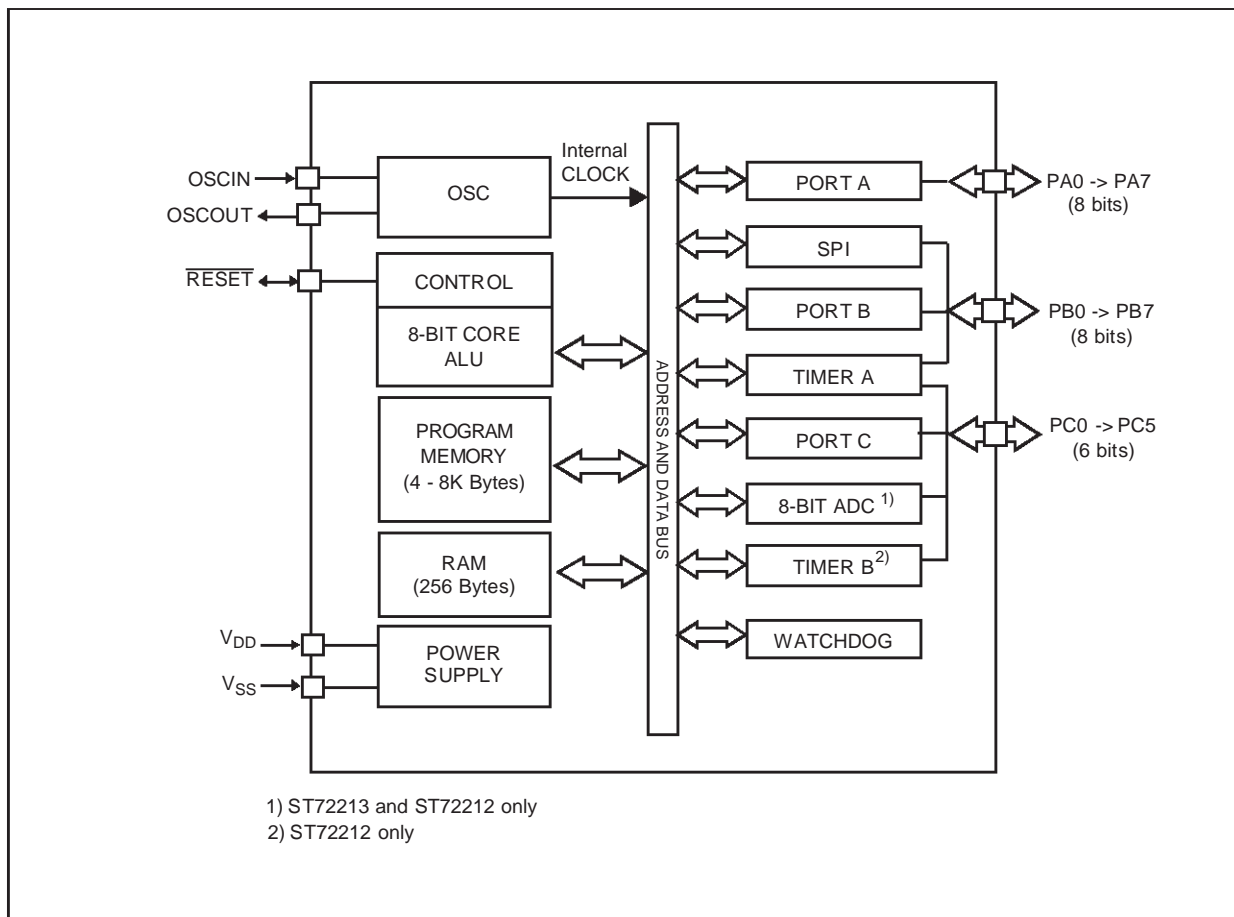 OSCIN
OSCOUT
RESET
VDD
VSS
OSC
Internal
CLOCK
CONTROL
8-BIT CORE
ALU
PROGRAM
MEMORY
(4 - 8K Bytes)
RAM
(256 Bytes)
POWER
SUPPLY
ADDRESS AND DATA BUS
PORT A
SPI
PORT B
TIMER A
PORT C
8-BIT ADC 1)
TIMER B2)
WATCHDOG
PA0 -> PA7
(8 bits)
PB0 -> PB7
(8 bits)
PC0 -> PC5
(6 bits)
1) ST72213 and ST72212 only
2) ST72212 only